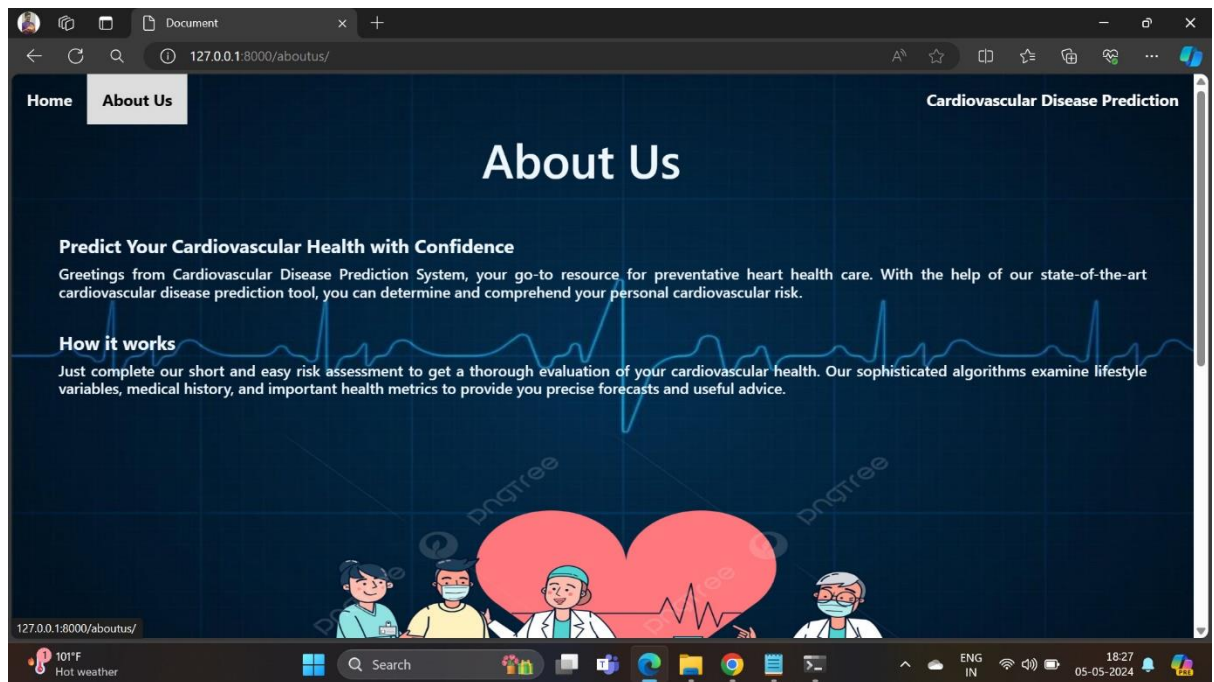 Document
127.0.0.1:8000/aboutus/
Home
About Us
Cardiovascular Disease Prediction
About Us
Predict Your Cardiovascular Health with Confidence
Greetings from Cardiovascular Disease Prediction System, your go-to resource for preventative heart health care. With the help of our state-of-the-art
cardiovascular disease prediction tool, you can determine and comprehend your personal cardiovascular risk.
How it works
Just complete our short and easy risk assessment to get a thorough evaluation of your cardiovascular health. Our sophisticated algorithms examine lifestyle
variables, medical history, and important health metrics to provide you precise forecasts and useful advice.
pngtree
pngtree
pngtree
pngtree
127.0.0.1:8000/aboutus/
1
101°F
Hot weather
Search
ENG
IN
18:27
05-05-2024
PRE